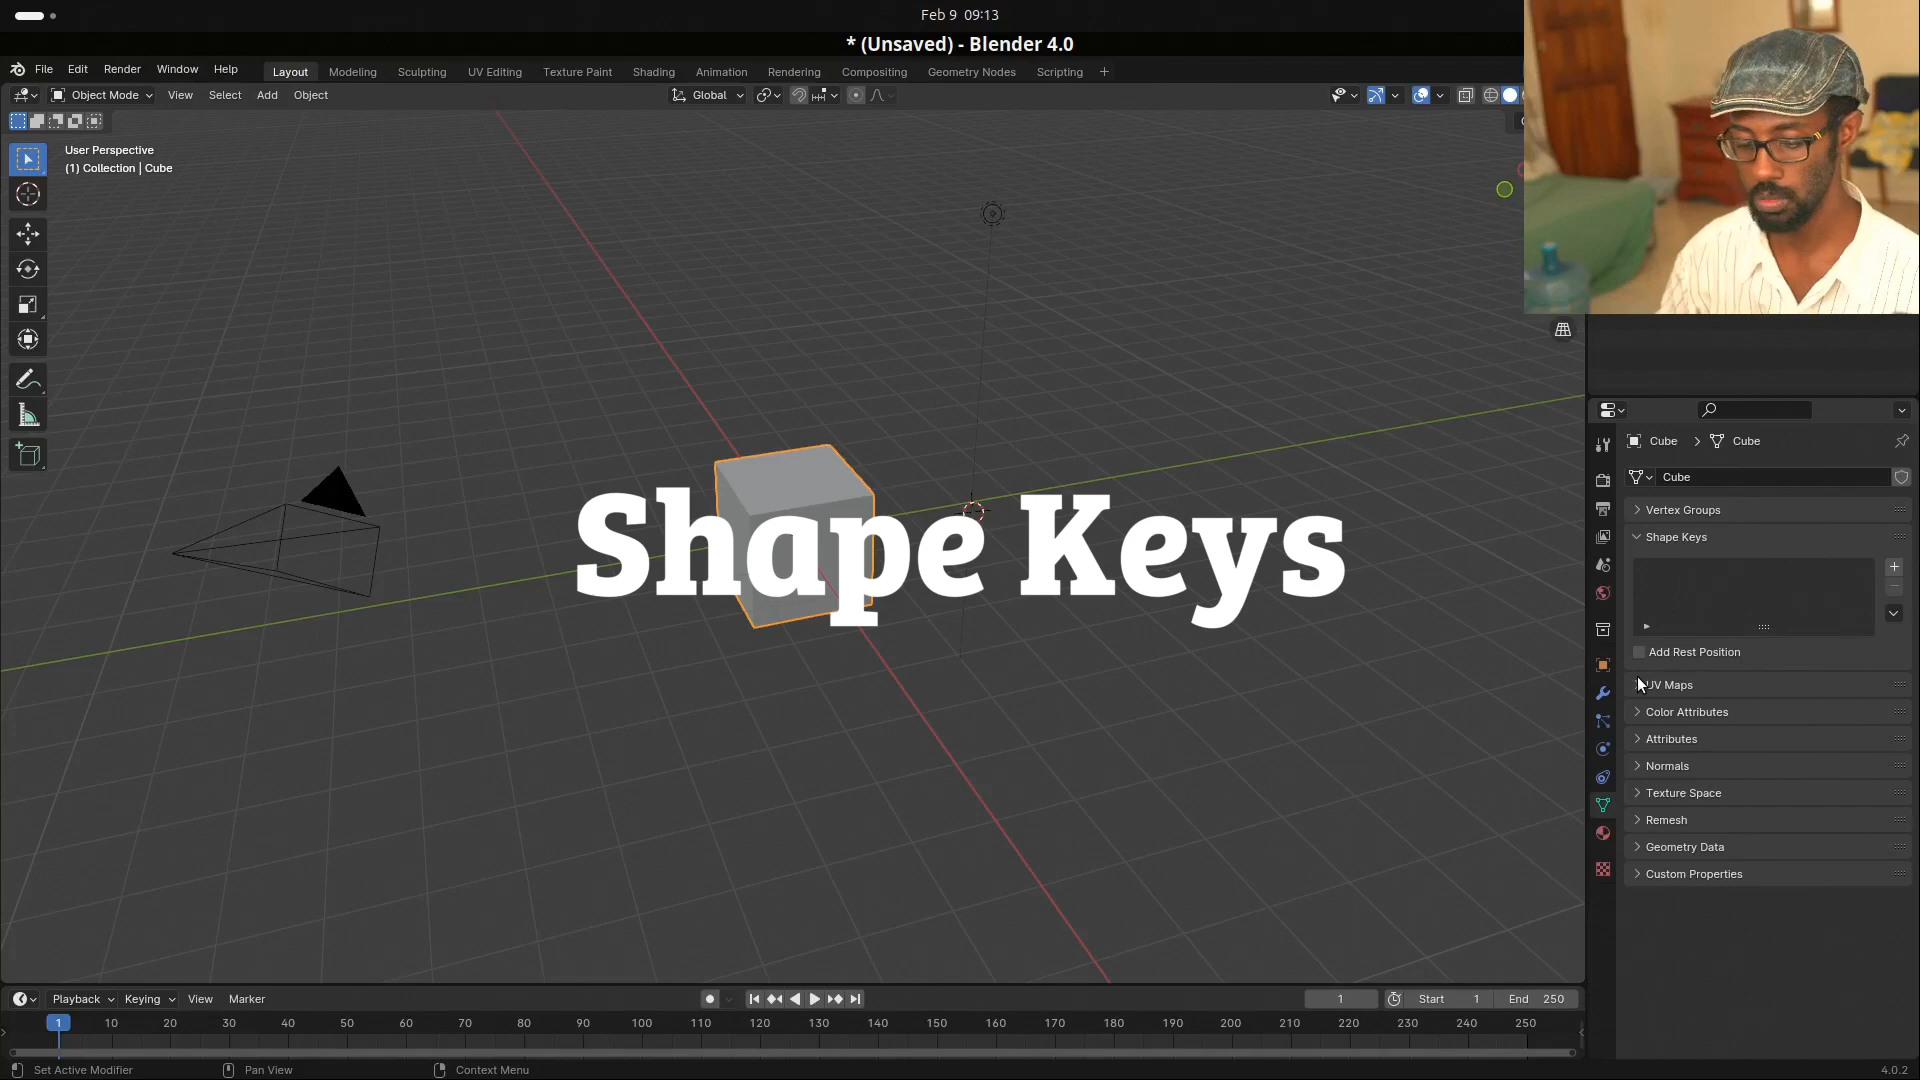 Feb 9 09:13
* (Unsaved) - Blender 4.0
File Edit Render Window Help
Layout Modeling Sculpting UV Editing Texture Paint Shading Animation Rendering Compositing Geometry Nodes Scripting +
Object Mode View Select Add Object Global
User Perspective
(1) Collection | Cube
Shape Keys
Cube > Cube
Cube
Vertex Groups
Shape Keys
Add Rest Position
UV Maps
Color Attributes
Attributes
Normals
Texture Space
Remesh
Geometry Data
Custom Properties
Playback Keying View Marker 1 Start 1 End 250
1 10 20 30 40 50 60 70 80 90 100 110 120 130 140 150 160 170 180 190 200 210 220 230 240 250
Set Active Modifier Pan View Context Menu 4.0.2